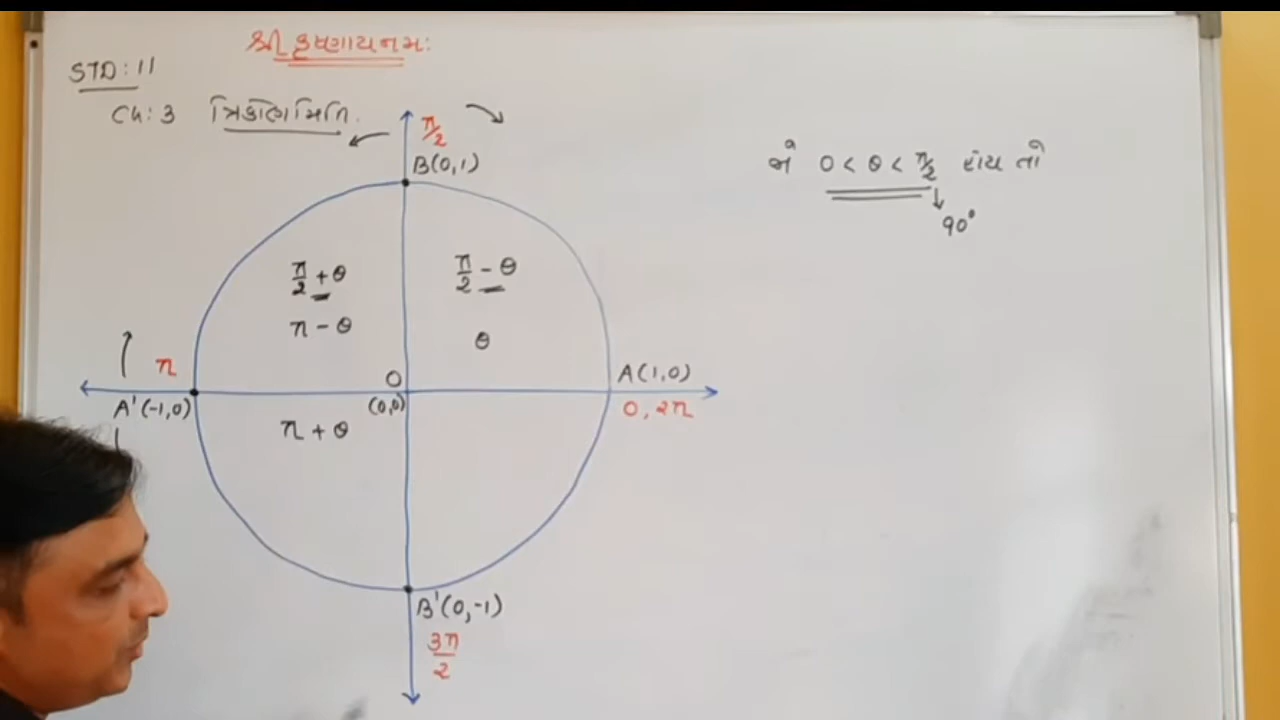 શ્રી કૃષ્ણાય નમઃ
STD: 11
Ch: 3 ત્રિકોણમિતિ.
π/2
B(0,1)
જો 0 < θ < π/2 હોય તો
90°
π/2 + θ
π/2 - θ
π - θ
θ
π
O
A(1,0)
A'(-1,0)
(0,0)
0, 2π
π + θ
B'(0,-1)
3π/2